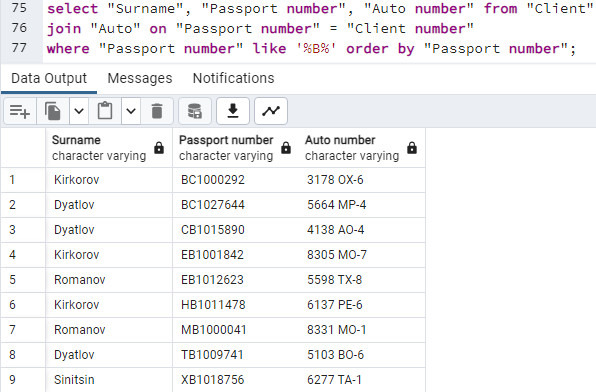 75 select "Surname", "Passport number", "Auto number" from "Client"
76 join "Auto" on "Passport number" = "Client number"
77 where "Passport number" like '%B%' order by "Passport number";
Data Output Messages Notifications
Surname Passport number Auto number
character varying character varying character varying
1 Kirkorov BC1000292 3178 OX-6
2 Dyatlov BC1027644 5664 MP-4
3 Dyatlov CB1015890 4138 AO-4
4 Kirkorov EB1001842 8305 MO-7
5 Romanov EB1012623 5598 TX-8
6 Kirkorov HB1011478 6137 PE-6
7 Romanov MB1000041 8331 MO-1
8 Dyatlov TB1009741 5103 BO-6
9 Sinitsin XB1018756 6277 TA-1